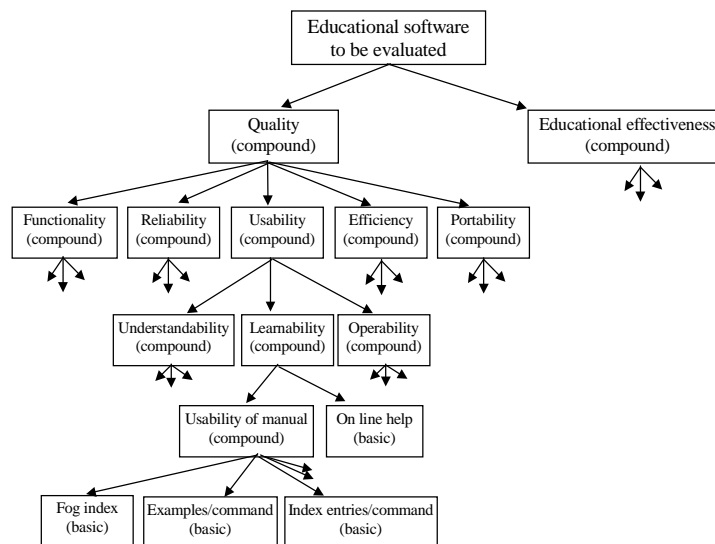 Educational software
to be evaluated
Quality
(compound)
Educational effectiveness
(compound)
Functionality
(compound)
Reliability
(compound)
Usability
(compound)
Efficiency
(compound)
Portability
(compound)
Understandability
(compound)
Learnability
(compound)
Operability
(compound)
Usability of manual
(compound)
On line help
(basic)
Fog index
(basic)
Examples/command
(basic)
Index entries/command
(basic)